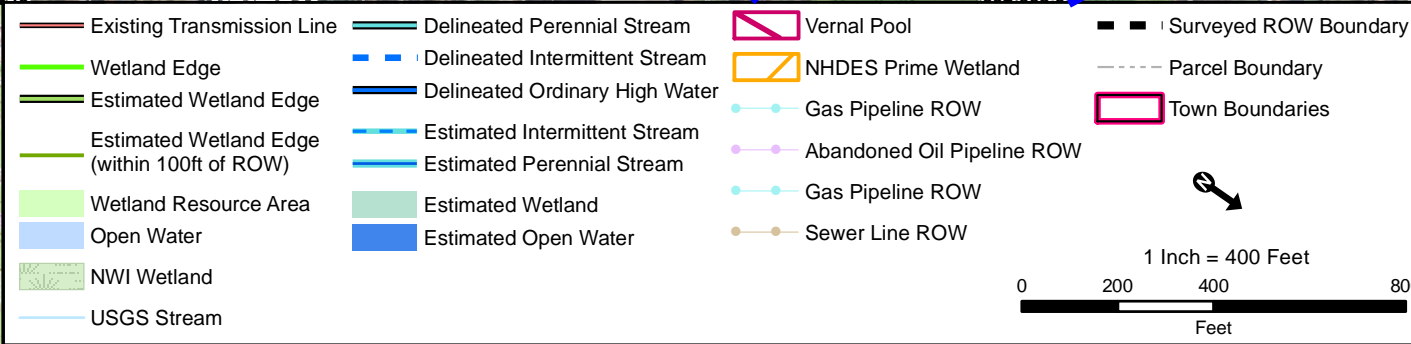 Existing Transmission Line
Wetland Edge
Estimated Wetland Edge
Estimated Wetland Edge
(within 100ft of ROW)
Wetland Resource Area
Open Water
NWI Wetland
USGS Stream
Delineated Perennial Stream
Delineated Intermittent Stream
Delineated Ordinary High Water
Estimated Intermittent Stream
Estimated Perennial Stream
Estimated Wetland
Estimated Open Water
Vernal Pool
NHDES Prime Wetland
Gas Pipeline ROW
Abandoned Oil Pipeline ROW
Gas Pipeline ROW
Sewer Line ROW
Surveyed ROW Boundary
Parcel Boundary
Town Boundaries
N
1 Inch = 400 Feet
0 200 400 80
Feet